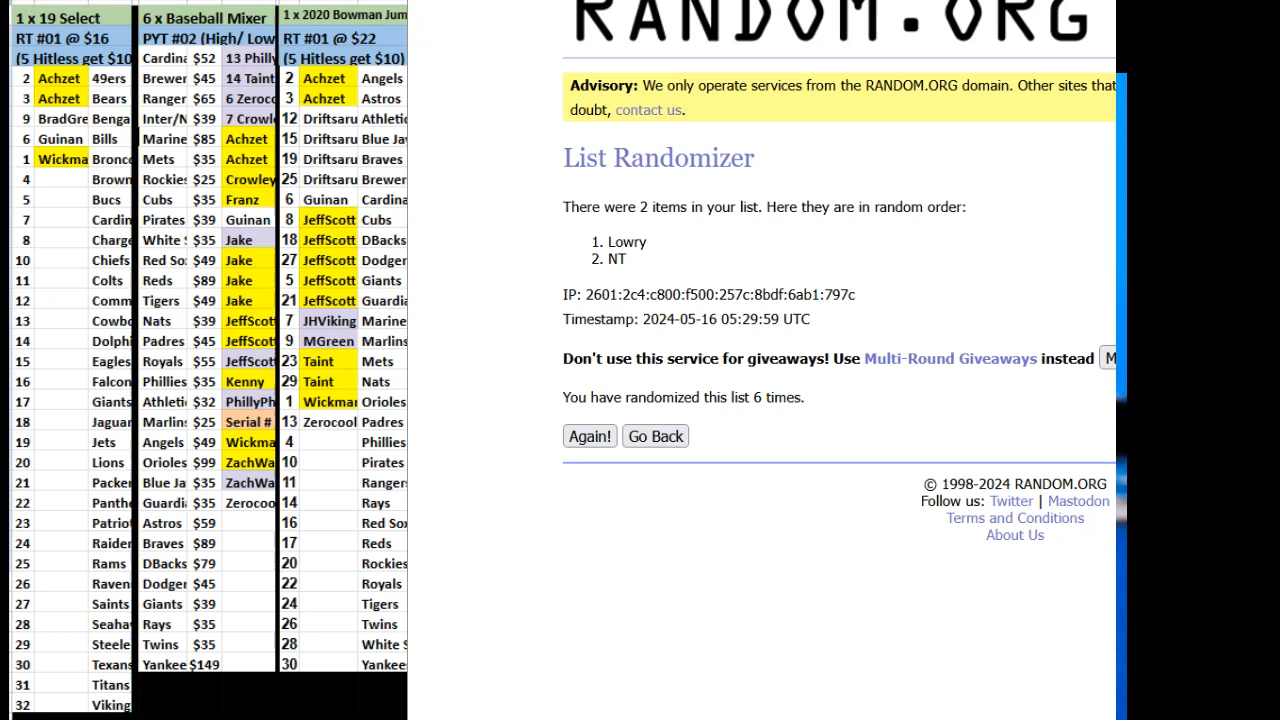 1 x 19 Select
RT #01 @ $16
(5 Hitless get $10
2 Achzet 49ers
3 Achzet Bears
9 BradGre Benga
6 Guinan Bills
1 Wickma Bronco
4 Brown
5 Bucs
7 Cardin
8 Charge
10 Chiefs
11 Colts
12 Comm
13 Cowbo
14 Dolphi
15 Eagles
16 Falcon
17 Giants
18 Jaguar
19 Jets
20 Lions
21 Packer
22 Panthe
23 Patriot
24 Raider
25 Rams
26 Raven
27 Saints
28 Seahaw
29 Steele
30 Texans
31 Titans
32 Viking
6 x Baseball Mixer
PYT #02 (High/ Low
Cardina $52 13 Philly
Brewer $45 14 Taint
Ranger $65 6 Zeroco
Inter/N $39 7 Crowl
Marine $85 Achzet
Mets $35 Achzet
Rockies $25 Crowley
Cubs $35 Franz
Pirates $39 Guinan
White S $35 Jake
Red Sox $49 Jake
Reds $89 Jake
Tigers $49 Jake
Nats $39 JeffScott
Padres $45 JeffScott
Royals $55 JeffScott
Phillies $35 Kenny
Athleti $32 PhillyPh
Marlins $25 Serial #
Angels $49 Wickma
Orioles $99 ZachWa
Blue Ja $35 ZachWa
Guardi $35 Zerocoo
Astros $59
Braves $89
DBacks $79
Dodger $45
Giants $39
Rays $35
Twins $35
Yankee $149
1 x 2020 Bowman Jum
RT #01 @ $22
(5 Hitless get $10)
2 Achzet Angels
3 Achzet Astros
12 Driftsaru Athletic
15 Driftsaru Blue Jay
19 Driftsaru Braves
25 Driftsaru Brewer
6 Guinan Cardina
8 JeffScott Cubs
18 JeffScott DBacks
27 JeffScott Dodger
5 JeffScott Giants
21 JeffScott Guardia
7 JHViking Marine
9 MGreen Marlins
23 Taint Mets
29 Taint Nats
1 Wickman Orioles
13 Zerocool Padres
4 Phillies
10 Pirates
11 Rangers
14 Rays
16 Red Sox
17 Reds
20 Rockies
22 Royals
24 Tigers
26 Twins
28 White S
30 Yankee
RANDOM.ORG
Advisory: We only operate services from the RANDOM.ORG domain. Other sites that
doubt, contact us.
List Randomizer
There were 2 items in your list. Here they are in random order:
1. Lowry
2. NT
IP: 2601:2c4:c800:f500:257c:8bdf:6ab1:797c
Timestamp: 2024-05-16 05:29:59 UTC
Don't use this service for giveaways! Use Multi-Round Giveaways instead M
You have randomized this list 6 times.
Again! Go Back
© 1998-2024 RANDOM.ORG
Follow us: Twitter | Mastodon
Terms and Conditions
About Us